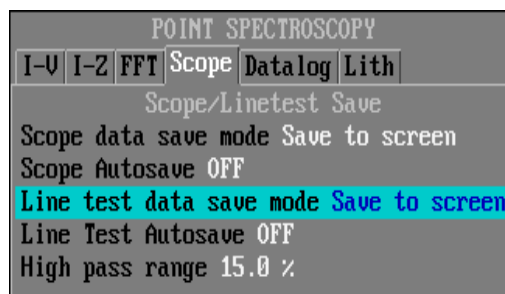 POINT SPECTROSCOPY
I-V I-Z FFT Scope Datalog Lith
Scope/Linetest Save
Scope data save mode Save to screen
Scope Autosave OFF
Line test data save mode Save to screen
Line Test Autosave OFF
High pass range 15.0 %